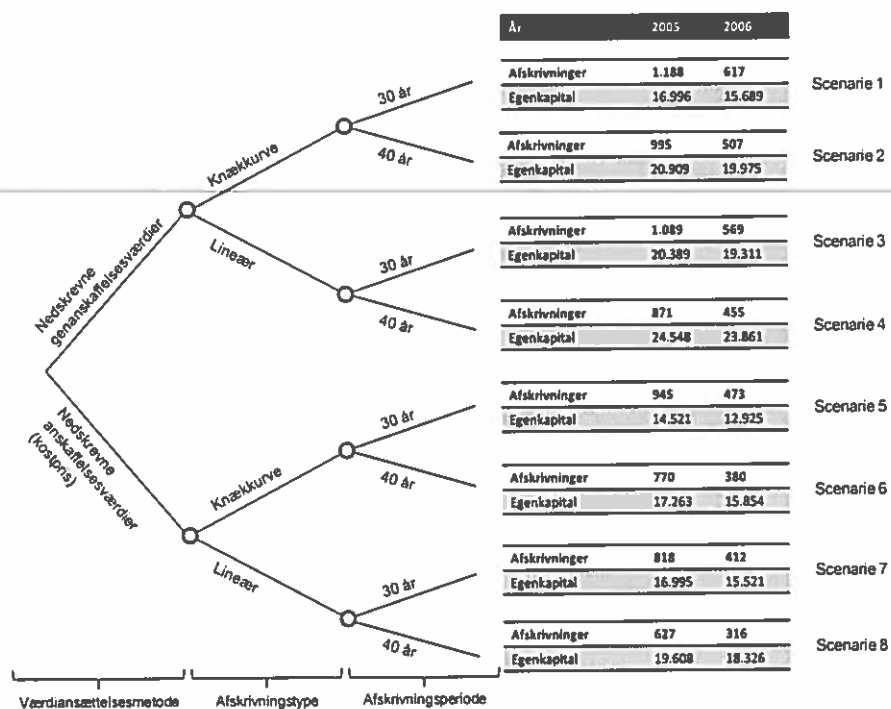 År 2005 2006
Afskrivninger 1.188 617
Egenkapital 16.996 15.689
Scenarie 1
Afskrivninger 995 507
Egenkapital 20.909 19.975
Scenarie 2
Afskrivninger 1.089 569
Egenkapital 20.389 19.311
Scenarie 3
Afskrivninger 871 455
Egenkapital 24.548 23.861
Scenarie 4
Afskrivninger 945 473
Egenkapital 14.521 12.925
Scenarie 5
Afskrivninger 770 380
Egenkapital 17.263 15.854
Scenarie 6
Afskrivninger 818 412
Egenkapital 16.995 15.521
Scenarie 7
Afskrivninger 627 316
Egenkapital 19.608 18.326
Scenarie 8
Nedskrevne
genanskaffelsesværdier
Knækkurve
30 år
40 år
Lineær
30 år
40 år
Nedskrevne
anskaffelsesværdier
(kostpris)
Knækkurve
30 år
40 år
Lineær
30 år
40 år
Værdiansættelsesmetode Afskrivningstype Afskrivningsperiode